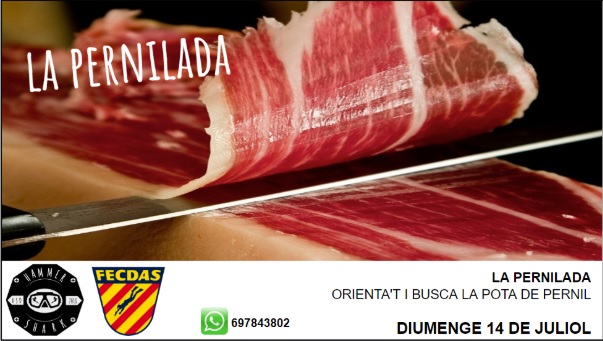 LA PERNILADA
HAMMER
SHARK
FECDAS
697843802
LA PERNILADA
ORIENTA'T I BUSCA LA POTA DE PERNIL
DIUMENGE 14 DE JULIOL